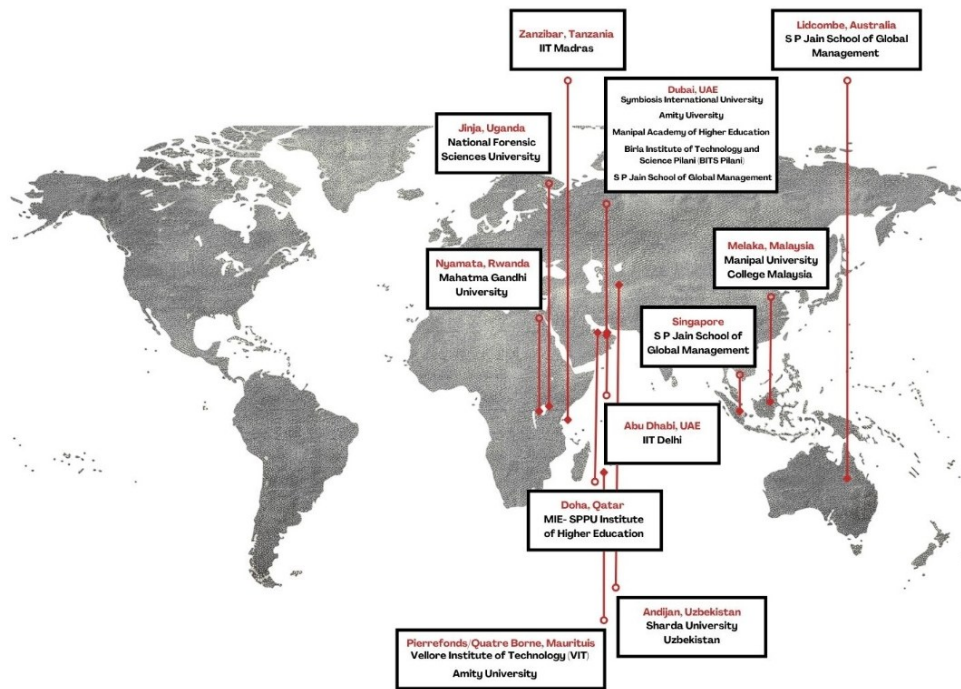 Zanzibar, Tanzania
IIT Madras
Lidcombe, Australia
S P Jain School of Global
Management
Dubai, UAE
Symbiosis International University
Amity Uiversity
Manipal Academy of Higher Education
Birla Institute of Technology and
Science Pilani (BITS Pilani)
S P Jain School of Global Management
Jinja, Uganda
National Forensic
Sciences University
Nyamata, Rwanda
Mahatma Gandhi
University
Melaka, Malaysia
Manipal University
College Malaysia
Singapore
S P Jain School of
Global Management
Abu Dhabi, UAE
IIT Delhi
Doha, Qatar
MIE- SPPU Institute
of Higher Education
Andijan, Uzbekistan
Sharda University
Uzbekistan
Pierrefonds/Quatre Borne, Maurituis
Vellore Institute of Technology (VIT)
Amity University